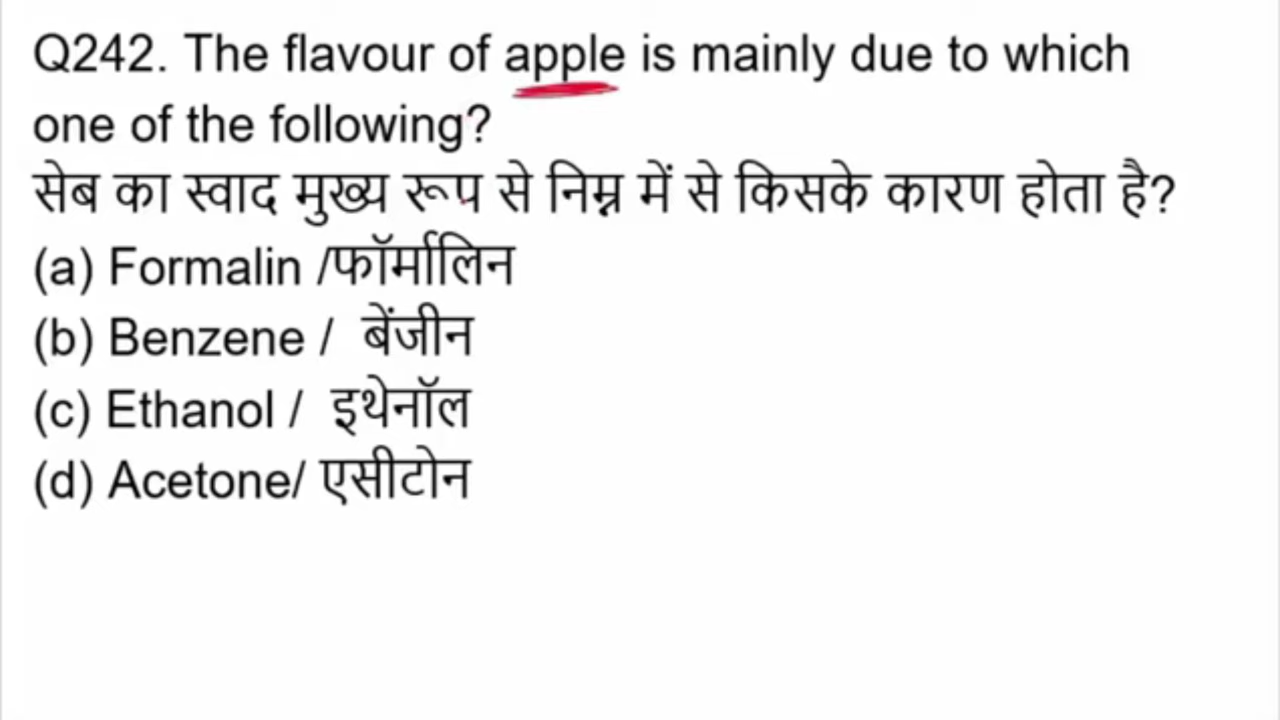 Q242. The flavour of apple is mainly due to which
one of the following?
सेब का स्वाद मुख्य रूप से निम्न में से किसके कारण होता है?
(a) Formalin /फॉर्मालिन
(b) Benzene /  बेंजीन
(c) Ethanol /  इथेनॉल
(d) Acetone/ एसीटोन